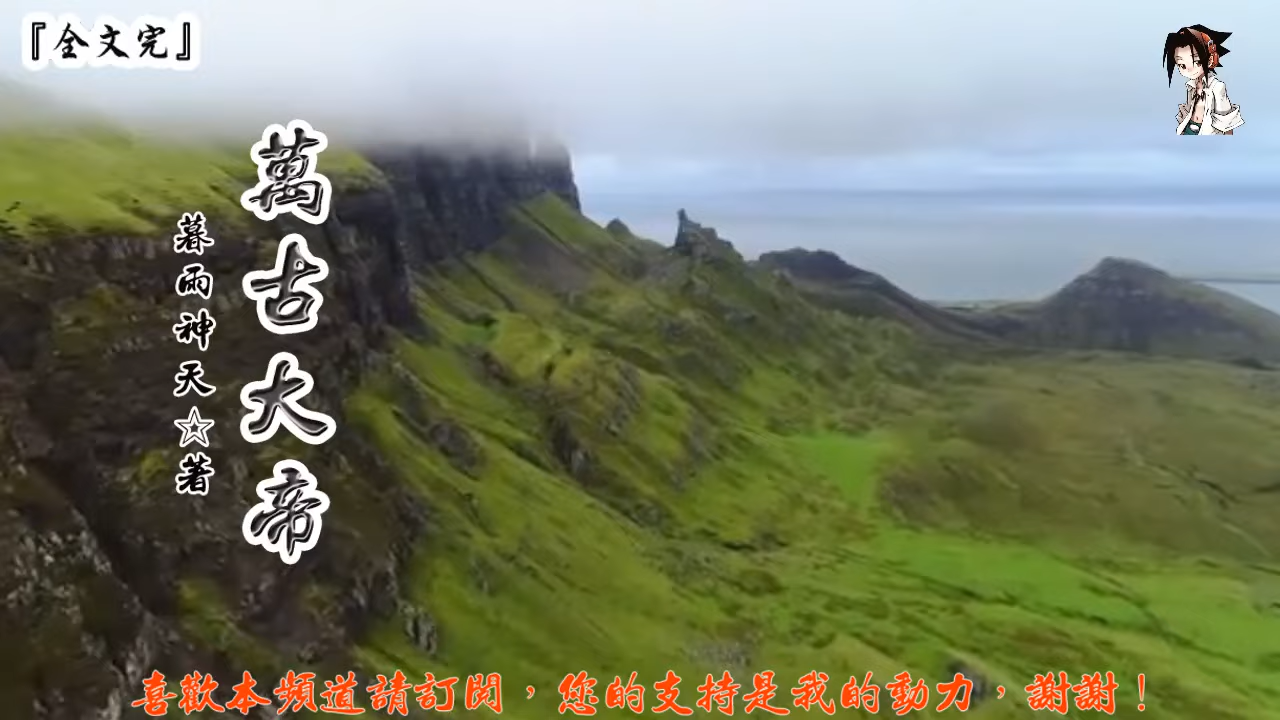 『全文完』
萬古大帝
暮雨神天☆著
喜歡本頻道請訂閱，您的支持是我的動力，謝謝！